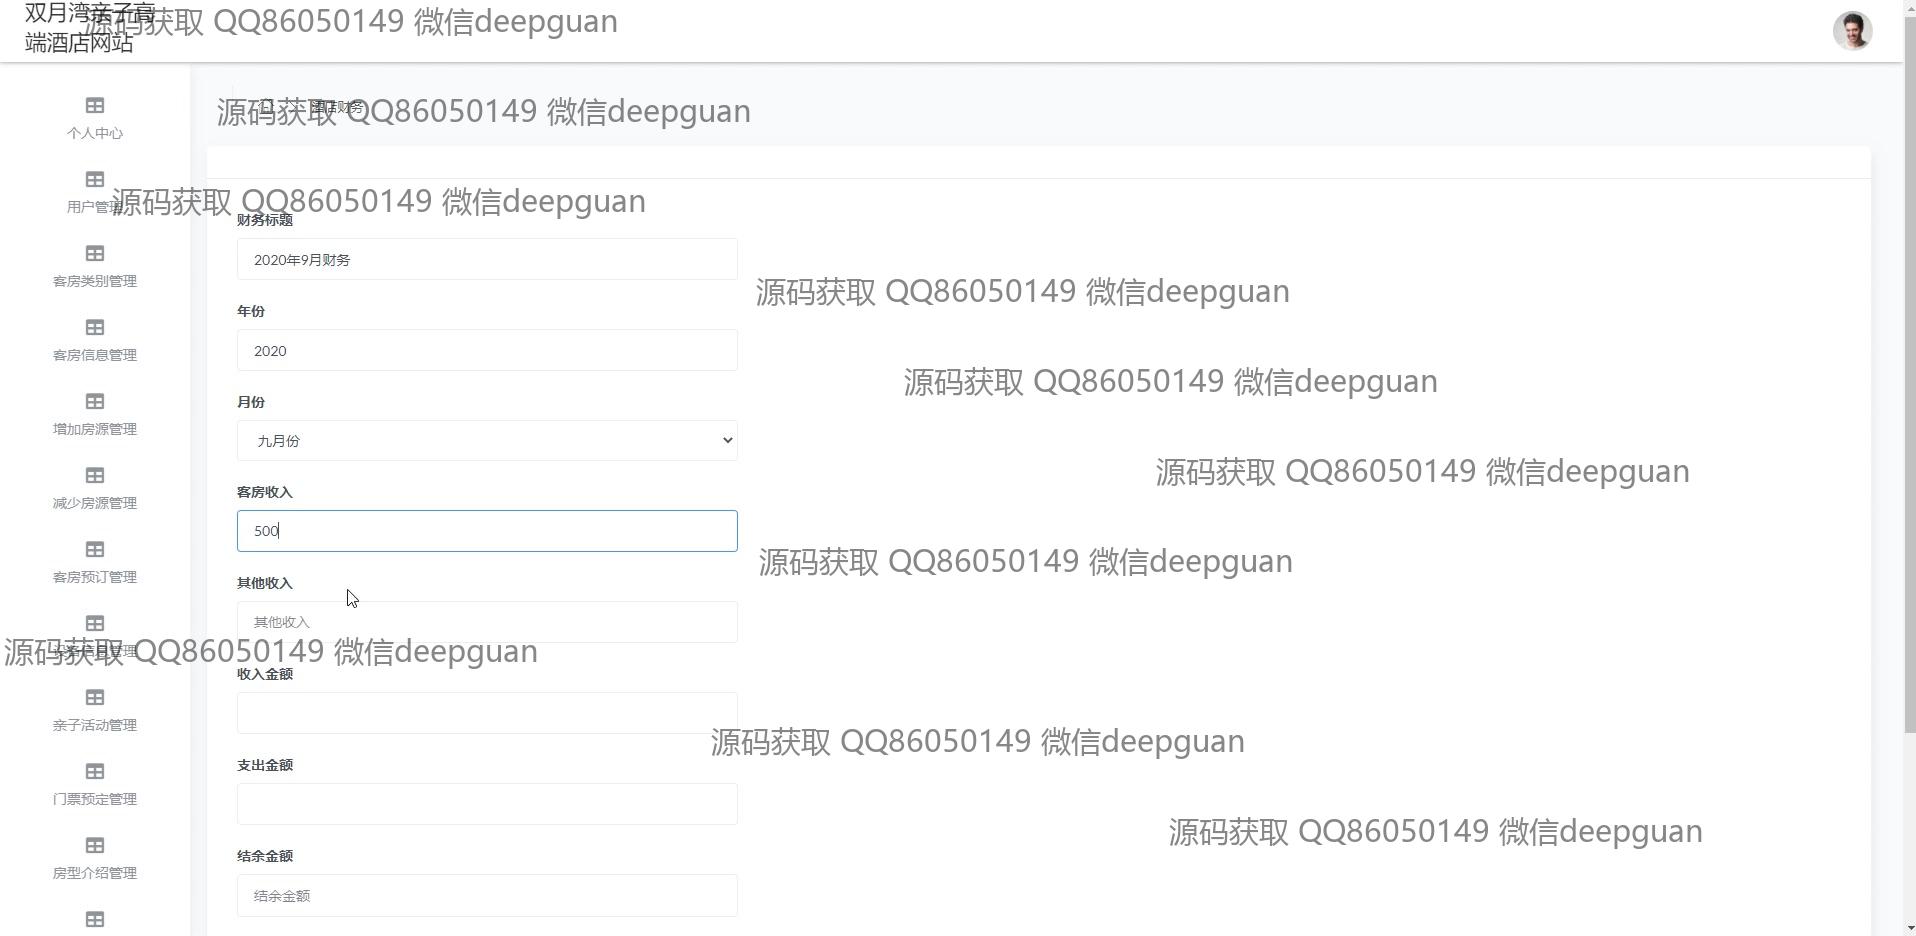 双月湾亲子高
端酒店网站
源码获取 QQ86050149 微信deepguan
源码获取 QQ86050149 微信deepguan
酒店财务
个人中心
用户管理
源码获取 QQ86050149 微信deepguan
客房类别管理
客房信息管理
增加房源管理
减少房源管理
客房预订管理
源码获取 QQ86050149 微信deepguan
亲子活动管理
门票预定管理
房型介绍管理
财务标题
2020年9月财务
源码获取 QQ86050149 微信deepguan
年份
2020
源码获取 QQ86050149 微信deepguan
月份
九月份
源码获取 QQ86050149 微信deepguan
客房收入
500
源码获取 QQ86050149 微信deepguan
其他收入
其他收入
收入金额
源码获取 QQ86050149 微信deepguan
支出金额
源码获取 QQ86050149 微信deepguan
结余金额
结余金额